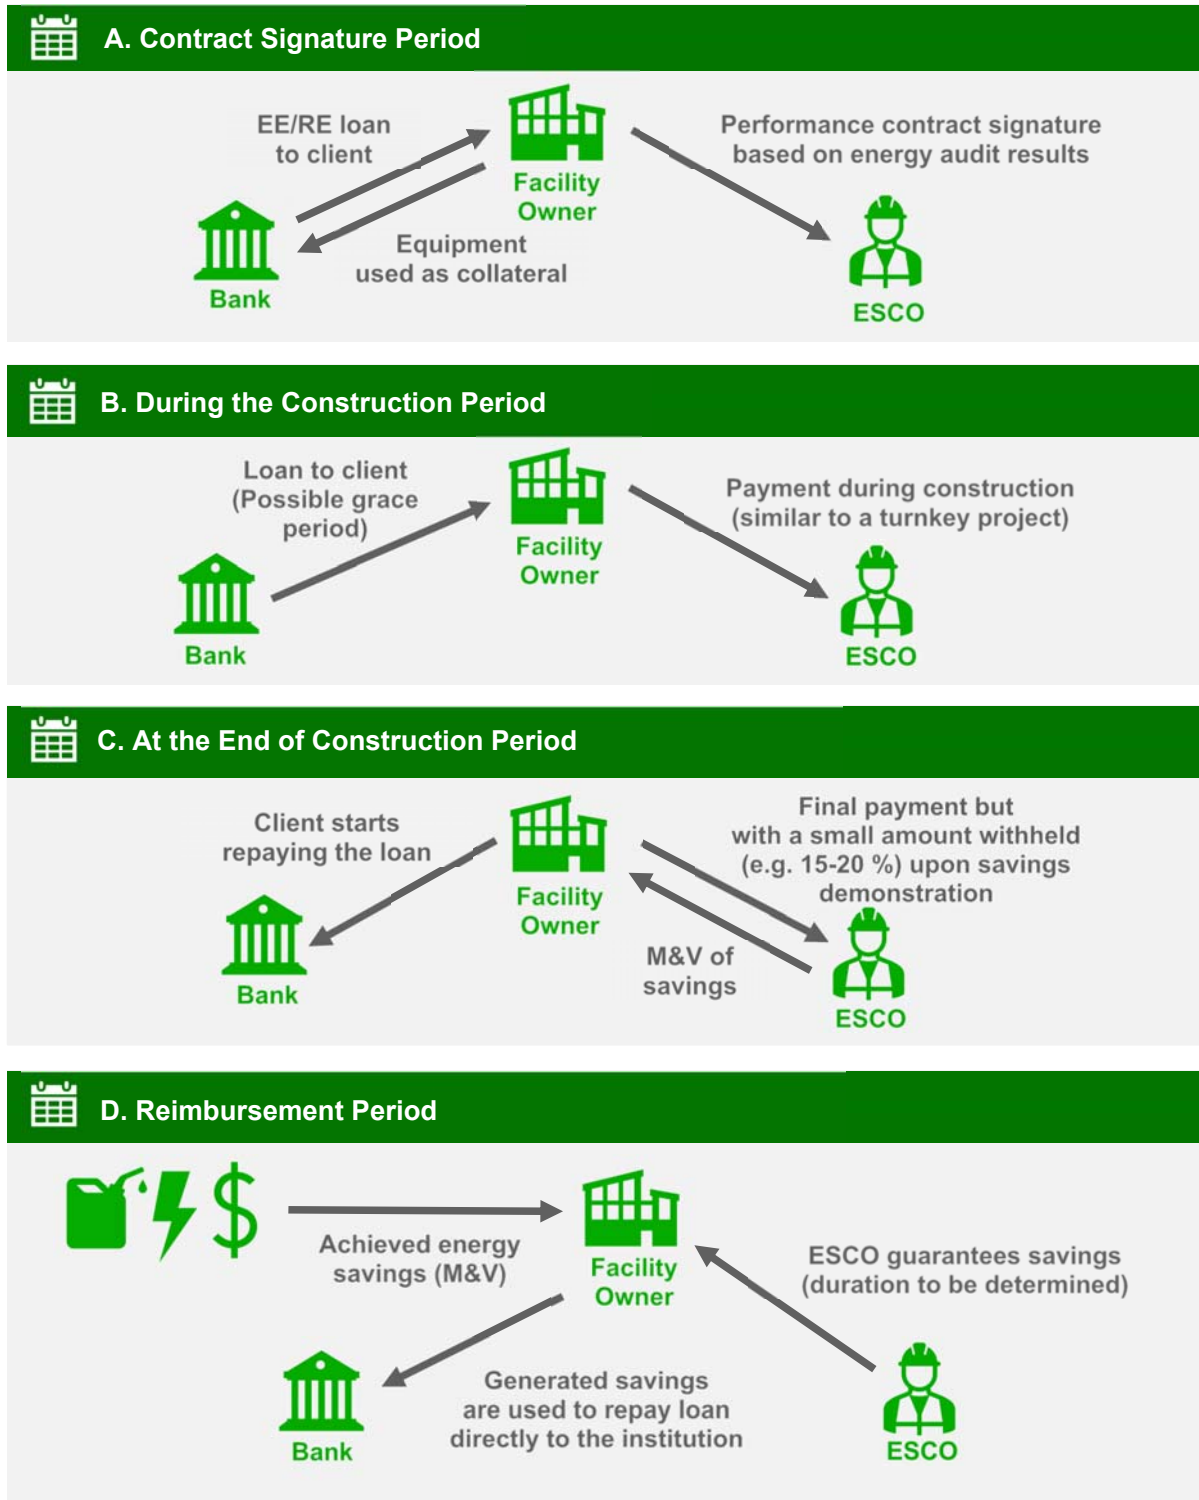 A. Contract Signature Period
EE/RE loan
to client
Facility
Owner
Performance contract signature
based on energy audit results
Equipment
used as collateral
Bank
ESCO
B. During the Construction Period
Loan to client
(Possible grace
period)
Facility
Owner
Payment during construction
(similar to a turnkey project)
Bank
ESCO
C. At the End of Construction Period
Client starts
repaying the loan
Facility
Owner
Final payment but
with a small amount withheld
(e.g. 15-20 %) upon savings
demonstration
M&V of
savings
Bank
ESCO
D. Reimbursement Period
$
Achieved energy
savings (M&V)
Facility
Owner
ESCO guarantees savings
(duration to be determined)
Generated savings
are used to repay loan
directly to the institution
Bank
ESCO